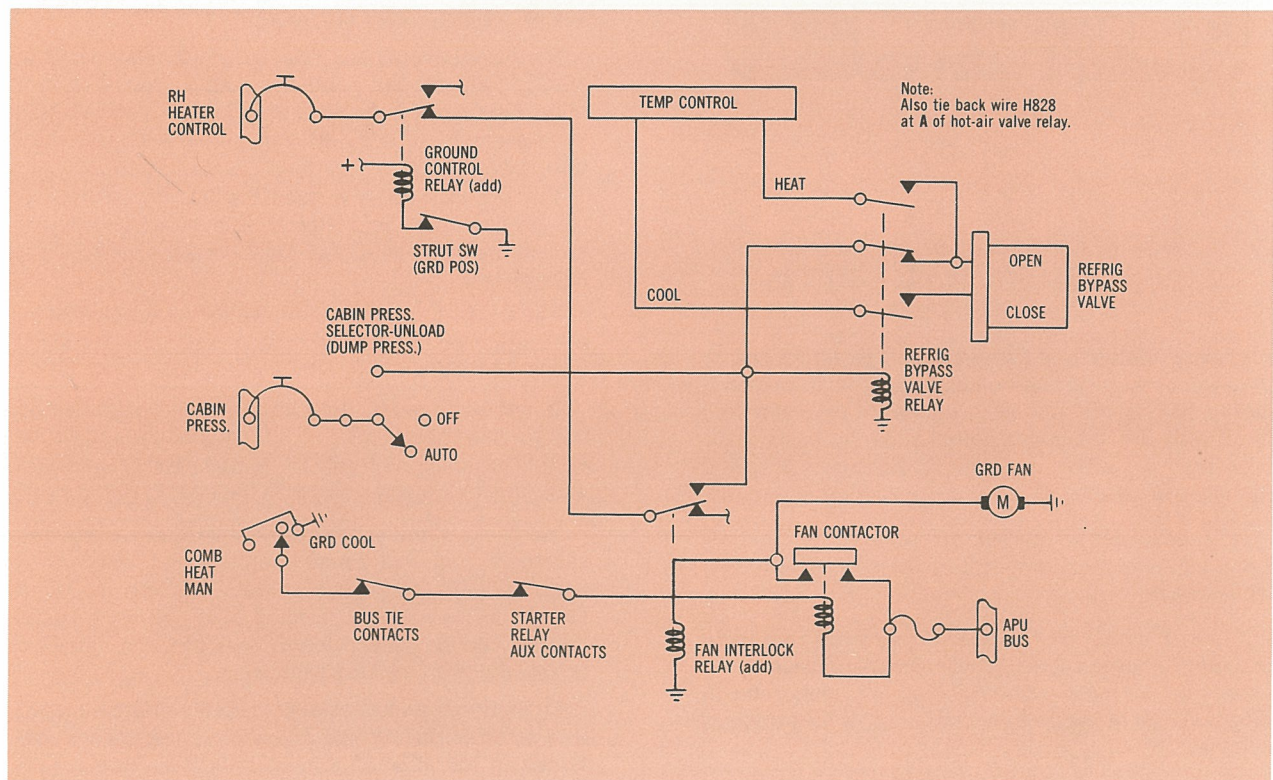 RH
HEATER
CONTROL
TEMP CONTROL
Note:
Also tie back wire H828
at A of hot-air valve relay.
+
GROUND
CONTROL
RELAY (add)
HEAT
STRUT SW
(GRD POS)
OPEN
REFRIG
BYPASS
VALVE
COOL
CLOSE
CABIN PRESS.
SELECTOR-UNLOAD
(DUMP PRESS.)
REFRIG
BYPASS
VALVE
RELAY
CABIN
PRESS.
OFF
AUTO
GRD FAN
M
GRD COOL
FAN CONTACTOR
COMB
HEAT
MAN
BUS TIE
CONTACTS
STARTER
RELAY
AUX CONTACTS
FAN INTERLOCK
RELAY (add)
APU
BUS